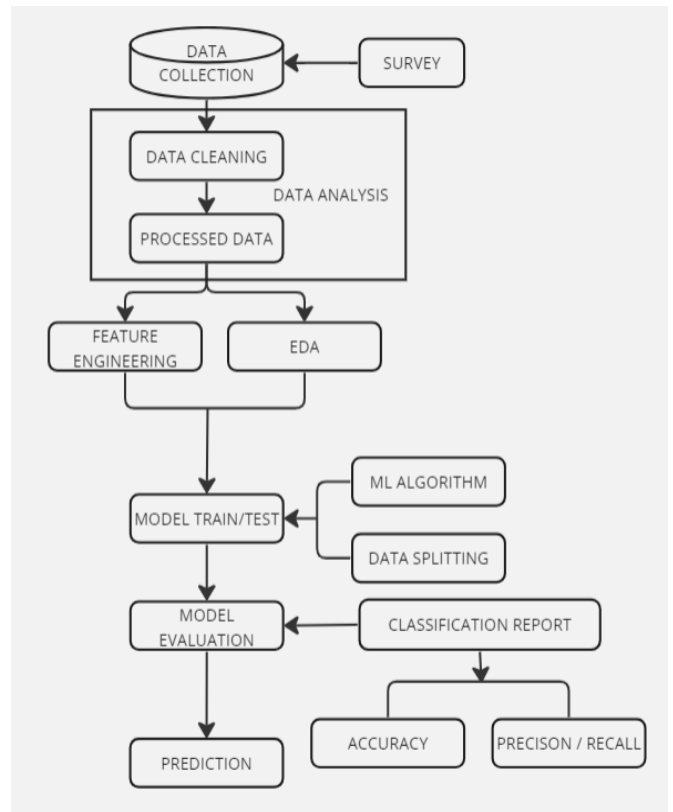 DATA
COLLECTION
SURVEY
DATA CLEANING
DATA ANALYSIS
PROCESSED DATA
FEATURE
ENGINEERING
EDA
ML ALGORITHM
MODEL TRAIN/TEST
DATA SPLITTING
MODEL
EVALUATION
CLASSIFICATION REPORT
ACCURACY
PRECISON / RECALL
PREDICTION